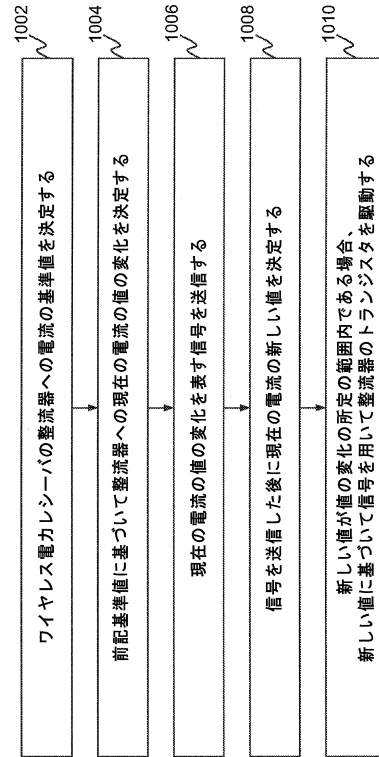 1002
ワイヤレス電力レシーバの整流器への電流の基準値を決定する
1004
前記基準値に基づいて整流器への現在の電流の値の変化を決定する
1006
現在の電流の値の変化を表す信号を送信する
1008
信号を送信した後に現在の電流の新しい値を決定する
1010
新しい値が値の変化の所定の範囲内である場合、
新しい値に基づいて信号を用いて整流器のトランジスタを駆動する